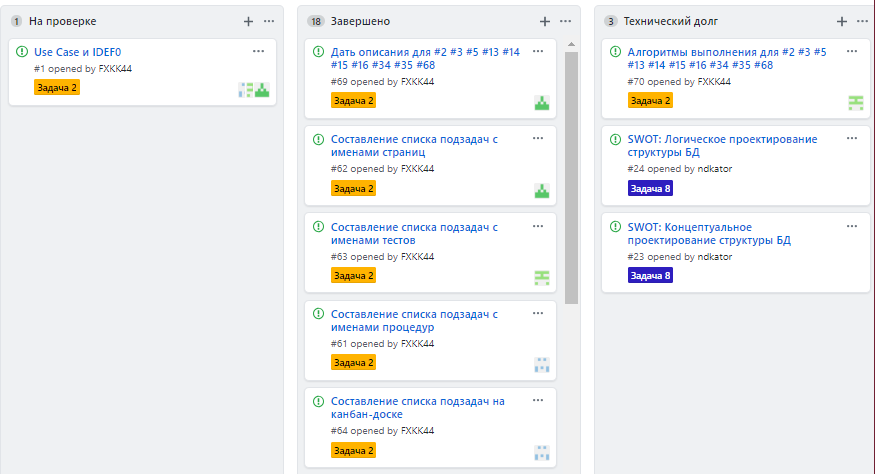 1 На проверке
Use Case и IDEF0
#1 opened by FXKK44
Задача 2
18 Завершено
Дать описания для #2 #3 #5 #13 #14
#15 #16 #34 #35 #68
#69 opened by FXKK44
Задача 2
Составление списка подзадач с
именами страниц
#62 opened by FXKK44
Задача 2
Составление списка подзадач с
именами тестов
#63 opened by FXKK44
Задача 2
Составление списка подзадач с
именами процедур
#61 opened by FXKK44
Задача 2
Составление списка подзадач на
канбан-доске
#64 opened by FXKK44
Задача 2
3 Технический долг
Алгоритмы выполнения для #2 #3 #5
#13 #14 #15 #16 #34 #35 #68
#70 opened by FXKK44
Задача 2
SWOT: Логическое проектирование
структуры БД
#24 opened by ndkator
Задача 8
SWOT: Концептуальное
проектирование структуры БД
#23 opened by ndkator
Задача 8